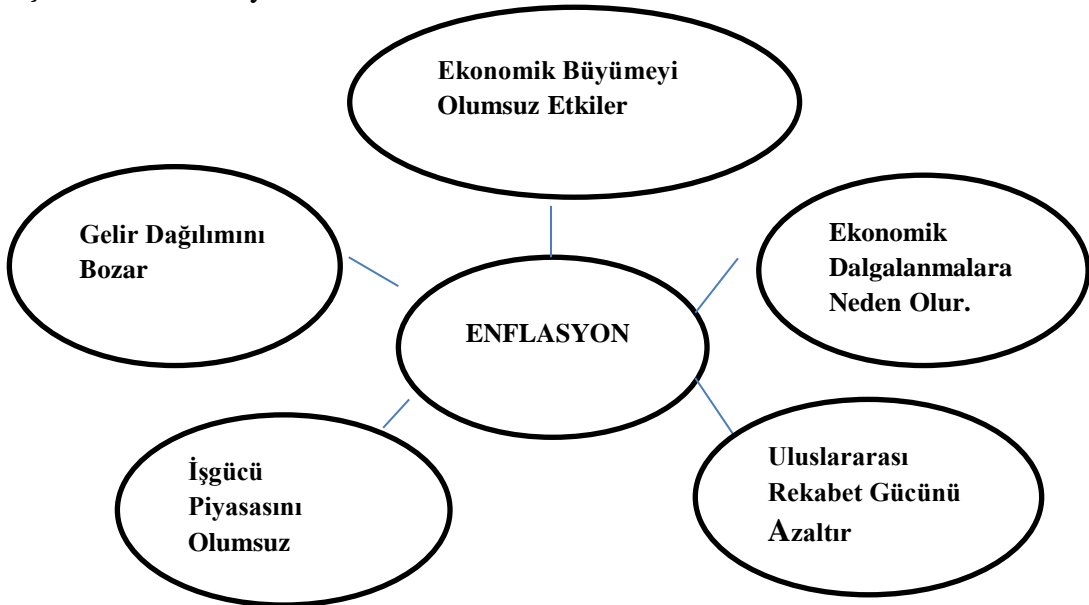 Ekonomik Büyümeyi
Olumsuz Etkiler
Gelir Dağılımını
Bozar
Ekonomik
Dalgalanmalara
Neden Olur.
ENFLASYON
İşgücü
Piyasasını
Olumsuz
Uluslararası
Rekabet Gücünü
Azaltır